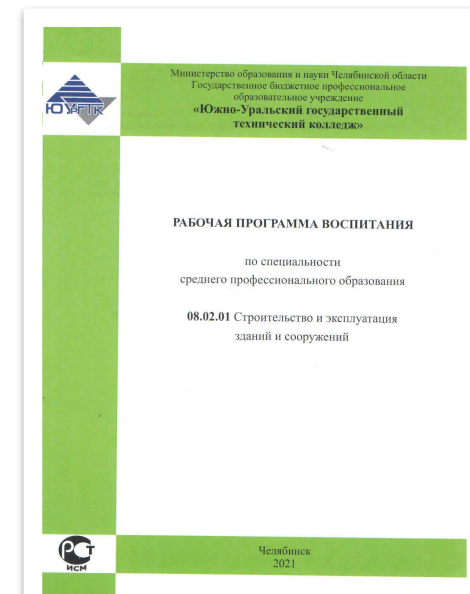 Министерство образования и науки Челябинской области
Государственное бюджетное профессиональное
образовательное учреждение
«Южно-Уральский государственный
технический колледж»
ЮУрГТК
РАБОЧАЯ ПРОГРАММА ВОСПИТАНИЯ
по специальности
среднего профессионального образования
08.02.01 Строительство и эксплуатация
зданий и сооружений
РСТ
ИСМ
Челябинск
2021